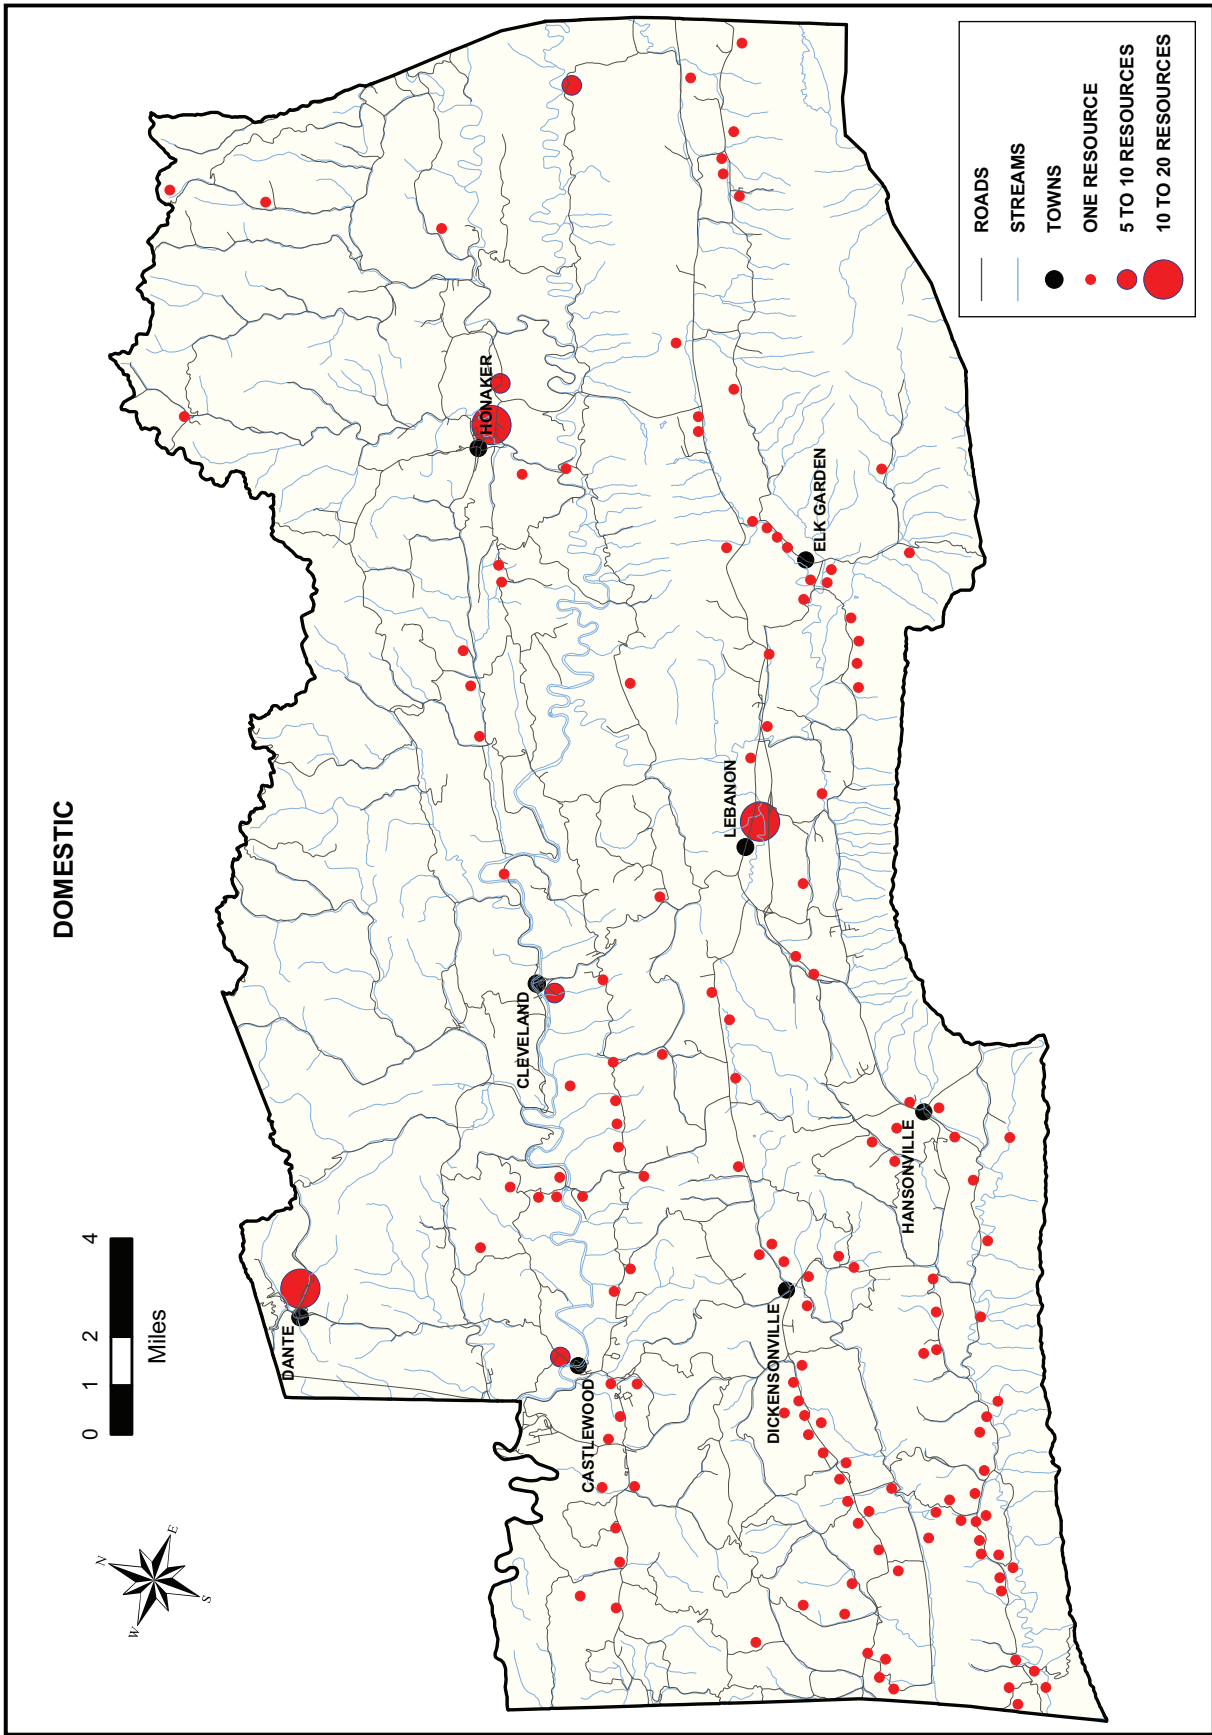 DOMESTIC
0 1 2 4
Miles
N
E
S
W
DANTE
HONAKER
CLEVELAND
CASTLEWOOD
LEBANON
ELK GARDEN
DICKENSONVILLE
HANSONVILLE
ROADS
STREAMS
TOWNS
ONE RESOURCE
5 TO 10 RESOURCES
10 TO 20 RESOURCES